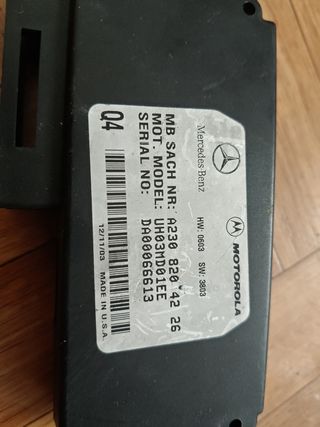 Mercedes-Benz
MOTOROLA
HW: 0603 SW: 3803
MB SACH NR: A230 820 42 26
MOT. MODEL: UH03MD01EE
SERIAL NO: DA00066613
Q4
12/11/03 MADE IN U.S.A.